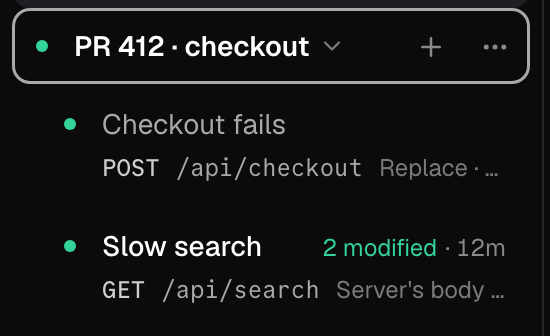 PR 412 · checkout
Checkout fails
POST /api/checkout Replace · …
Slow search 2 modified · 12m
GET /api/search Server's body …